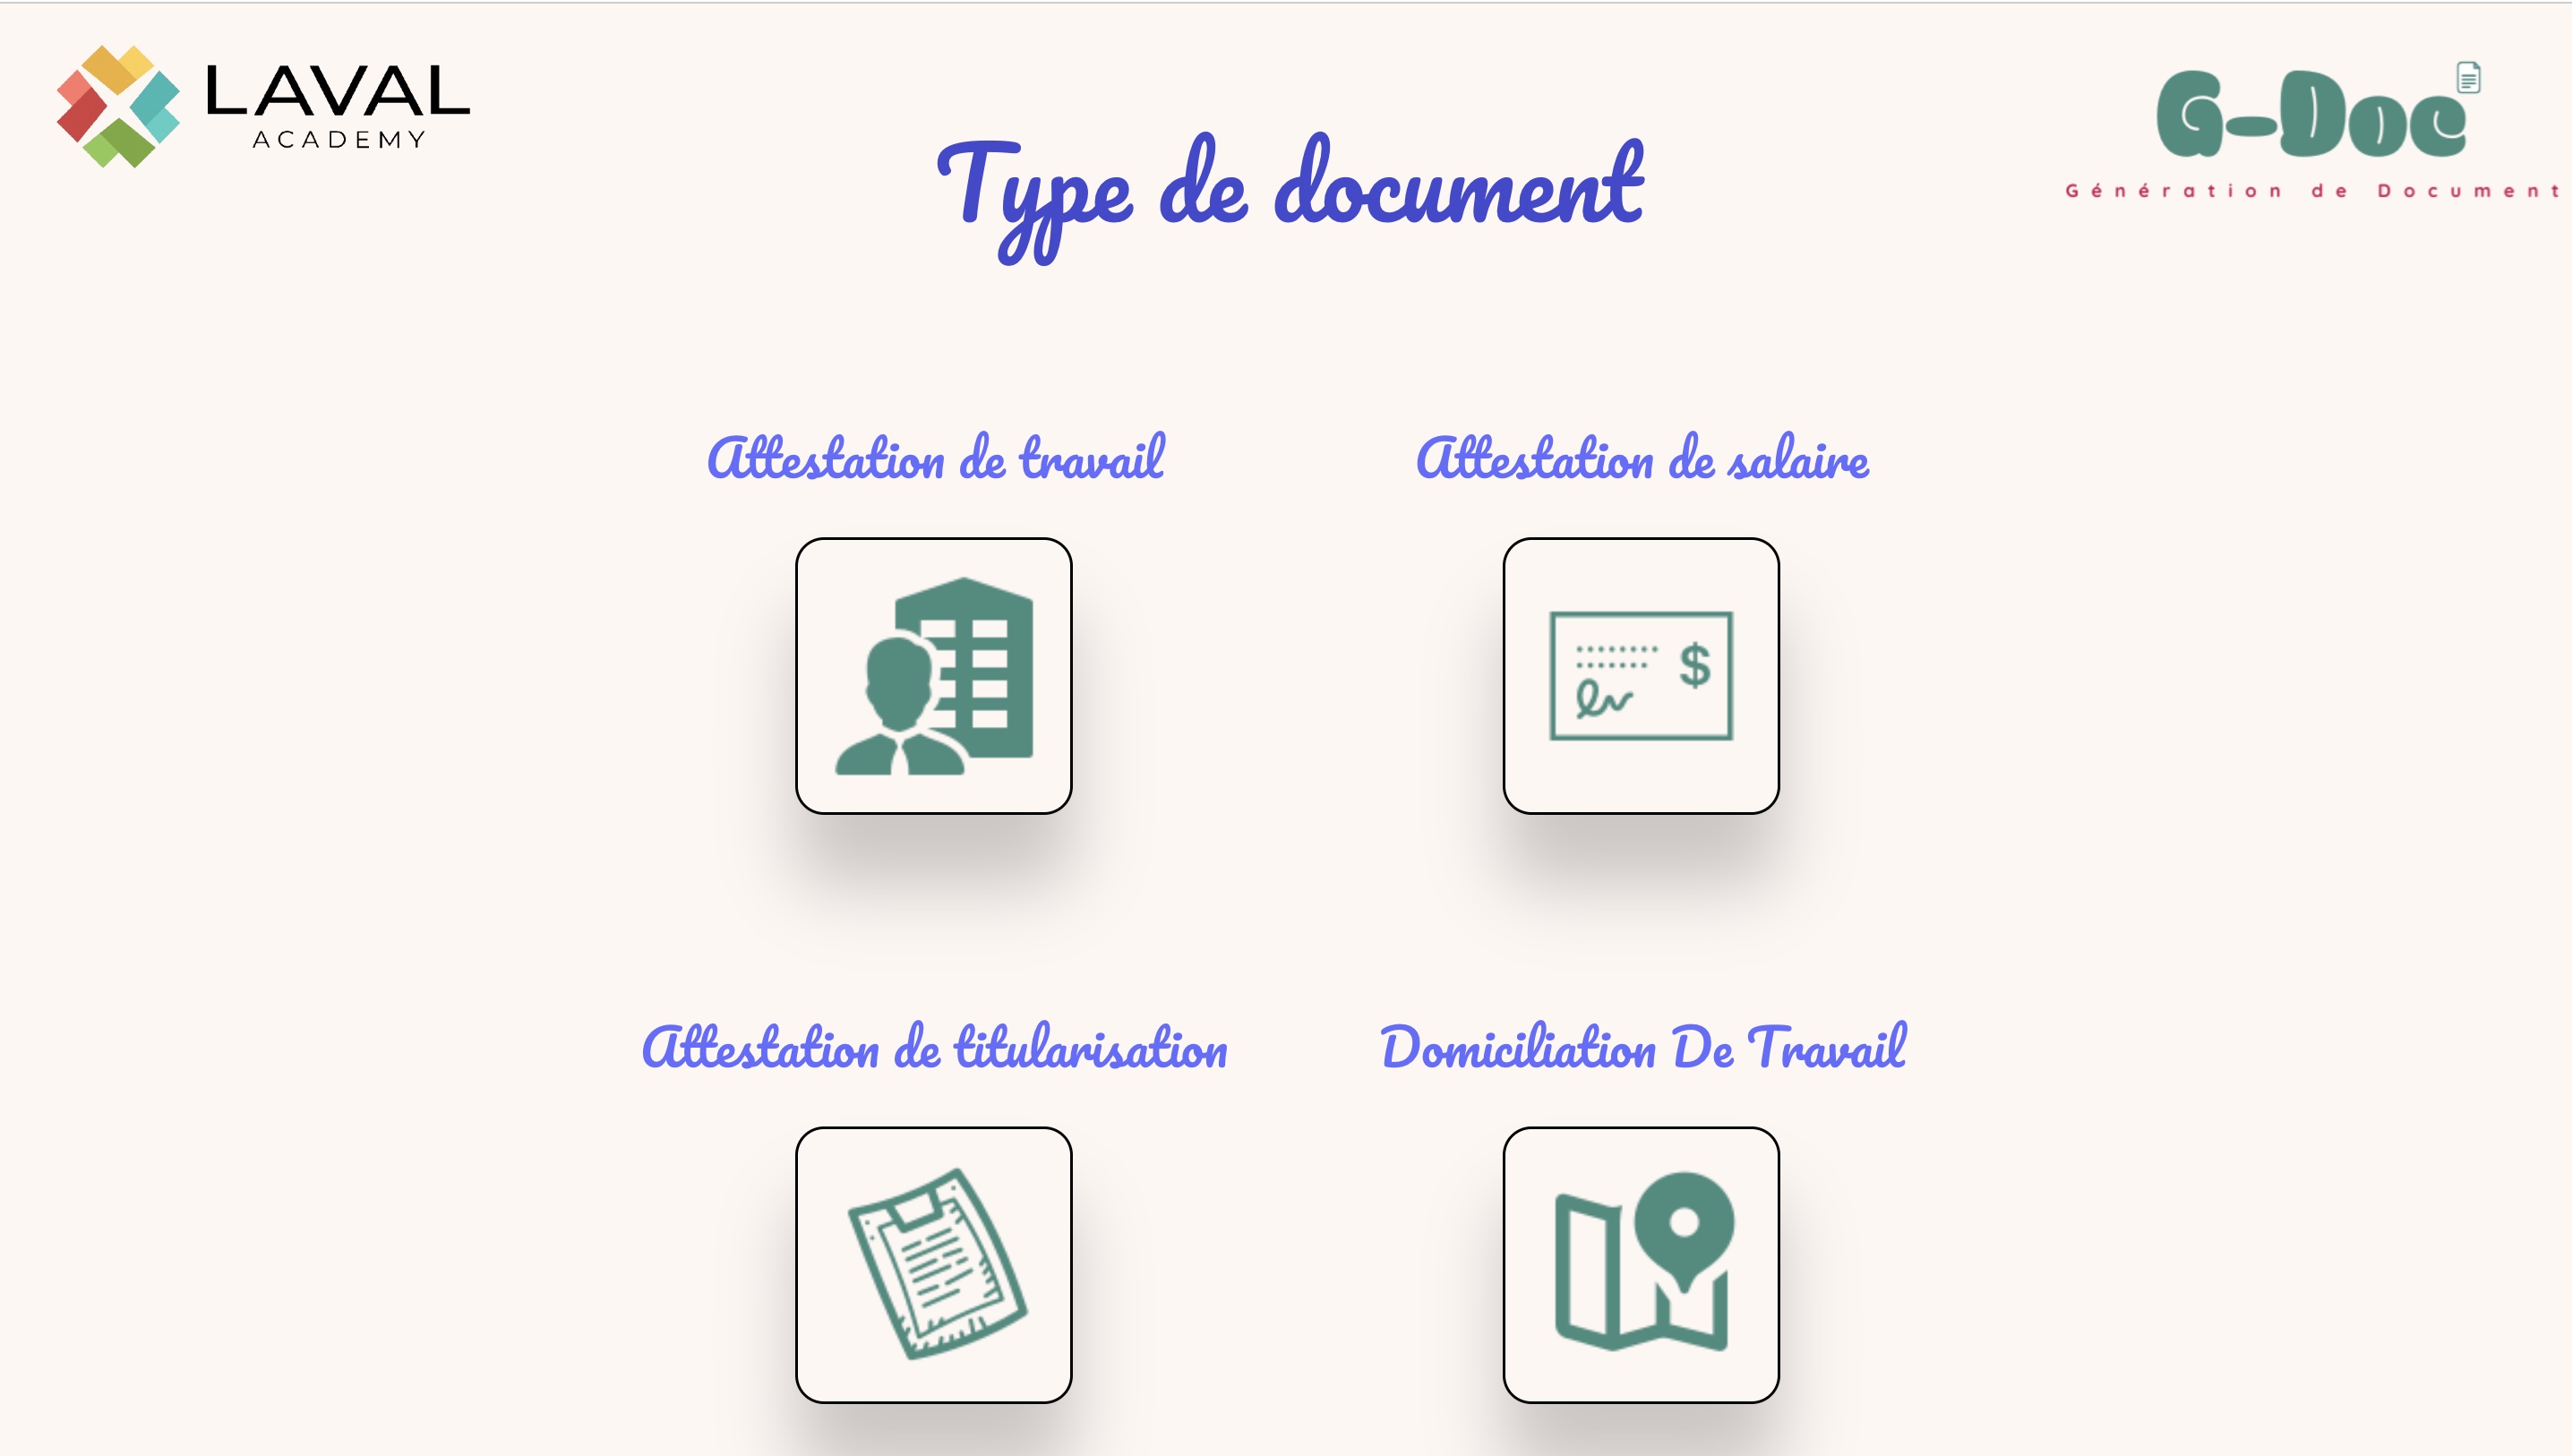 LAVAL
ACADEMY
G-Doc
Génération de Document
Type de document
Attestation de travail
Attestation de salaire
$
Attestation de titularisation
Domiciliation De Travail